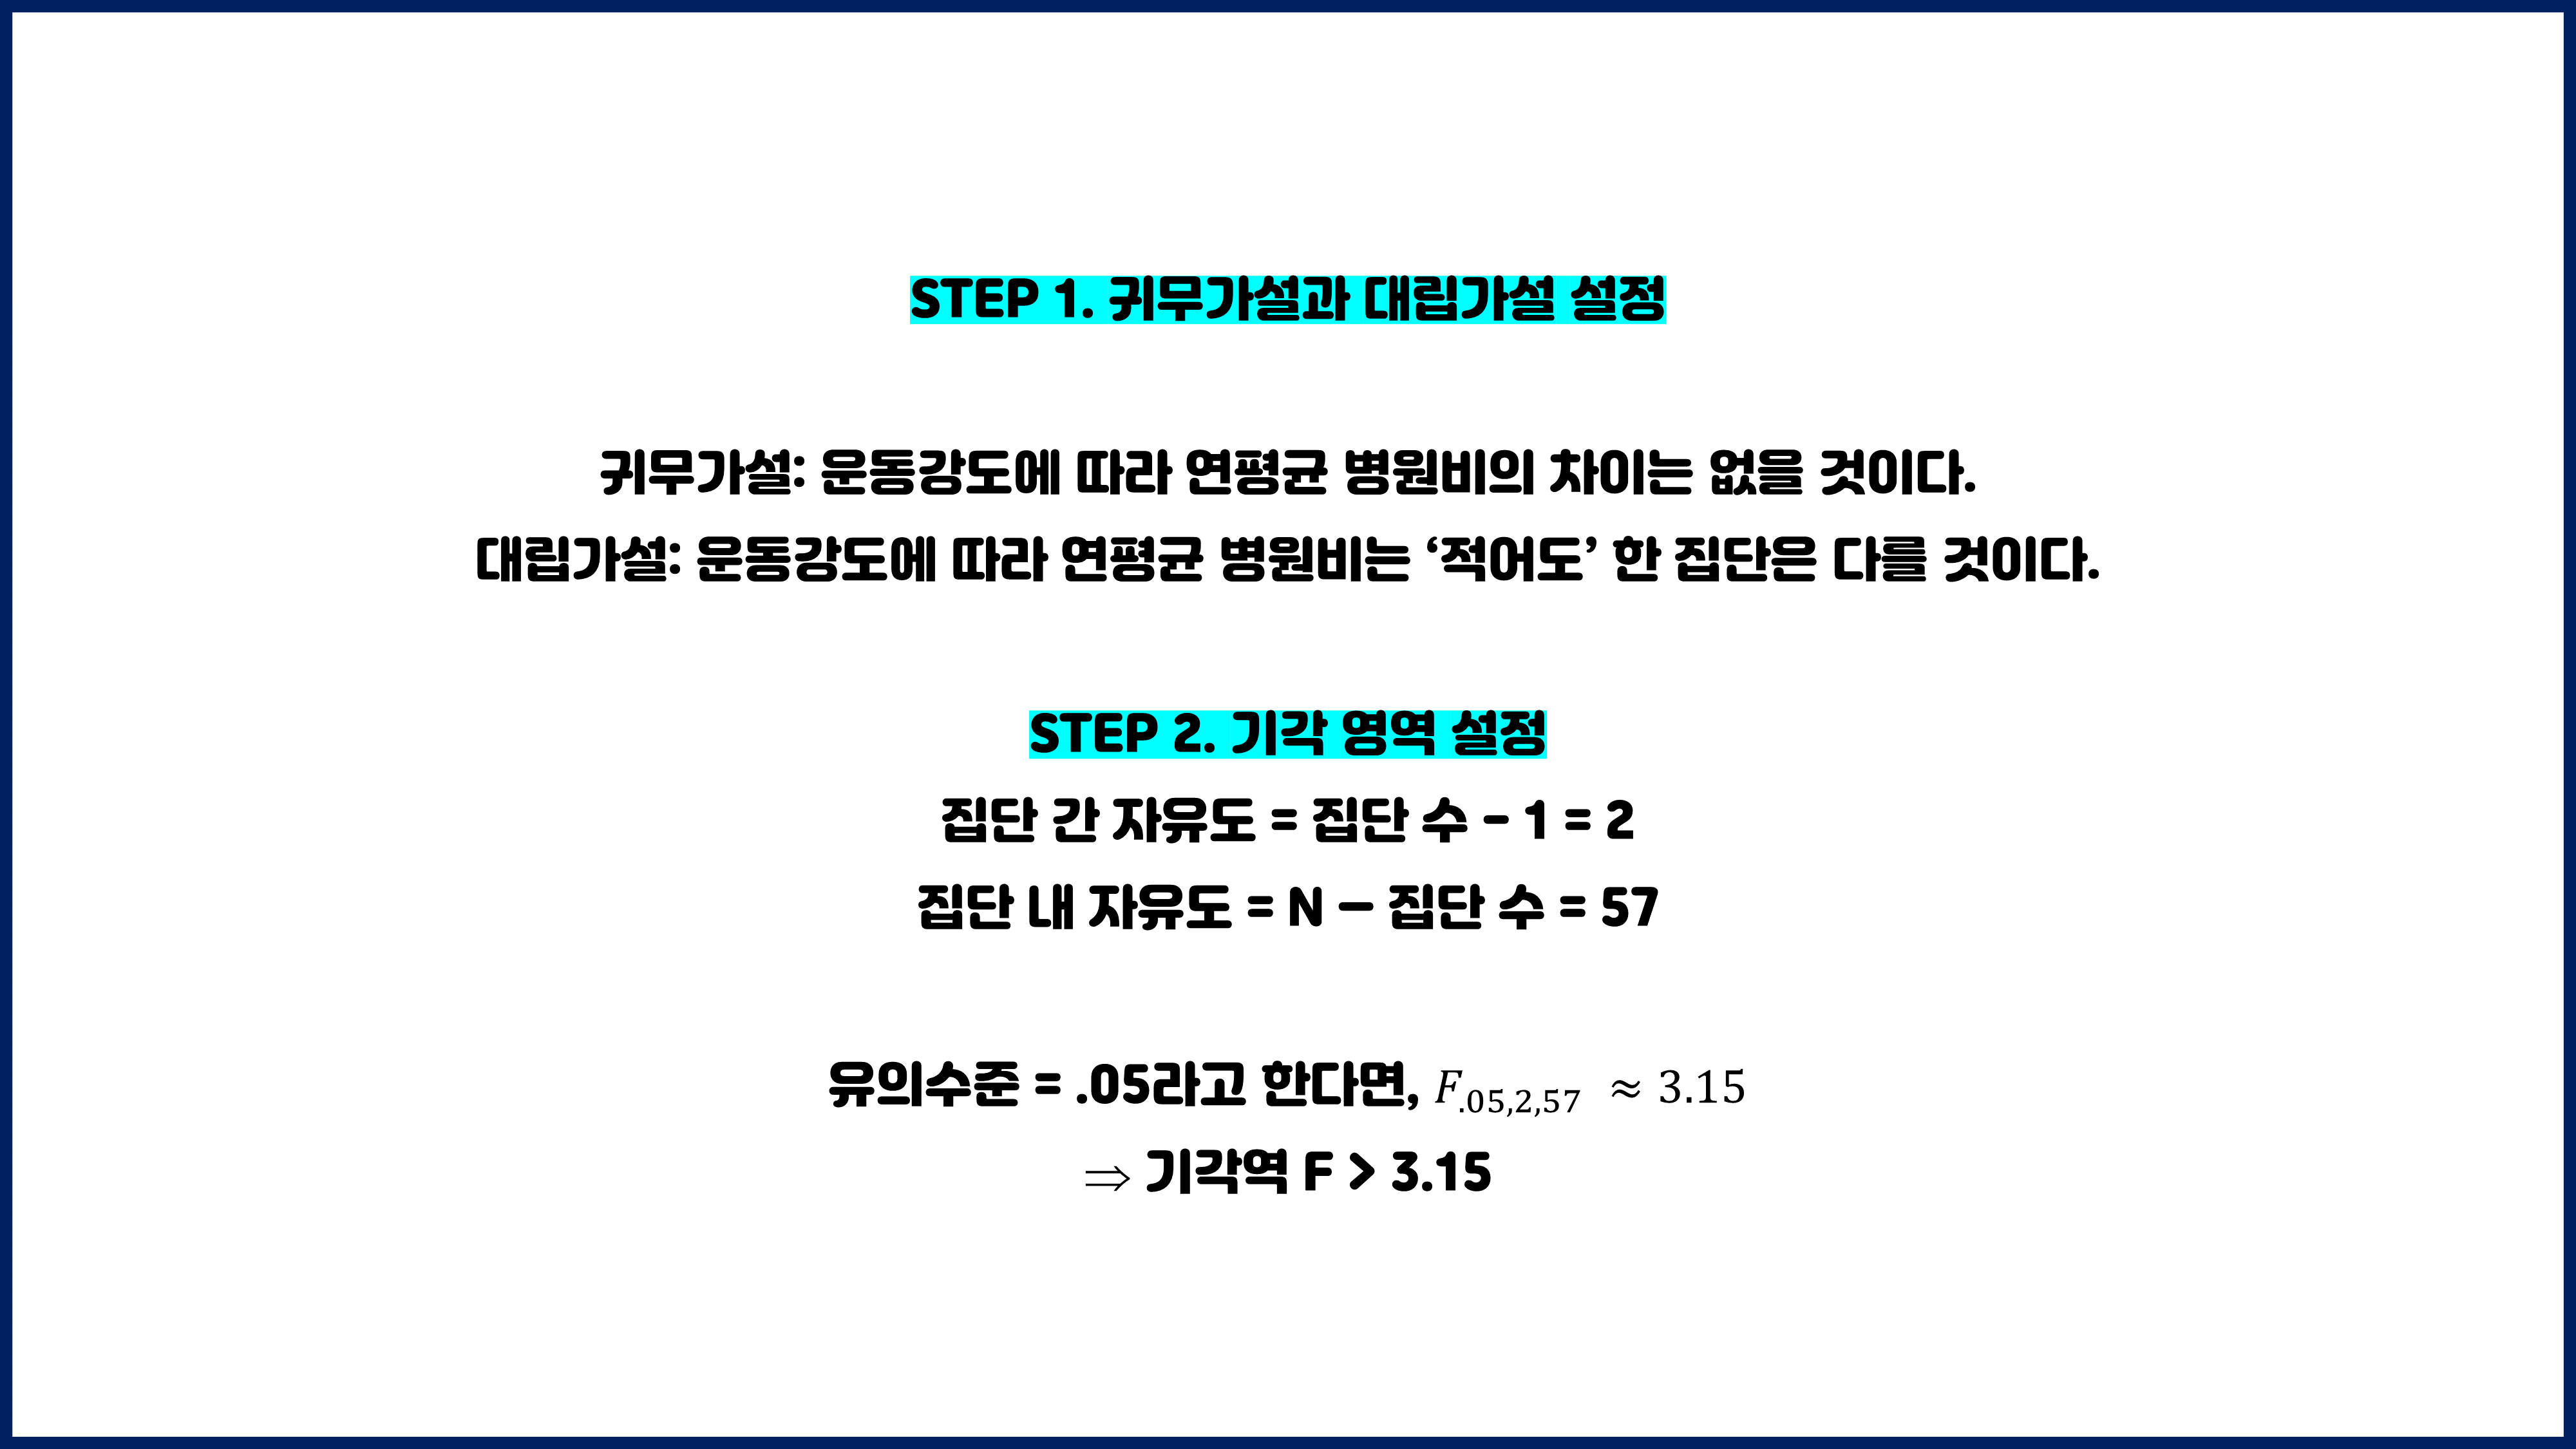 STEP 1. 귀무가설과 대립가설 설정
귀무가설: 운동강도에 따라 연평균 병원비의 차이는 없을 것이다.
대립가설: 운동강도에 따라 연평균 병원비는 ‘적어도’ 한 집단은 다를 것이다.
STEP 2. 기각 영역 설정
집단 간 자유도 = 집단 수 - 1 = 2
집단 내 자유도 = N – 집단 수 = 57
유의수준 = .05라고 한다면, F.05,2,57 ≈ 3.15
⇒ 기각역 F > 3.15